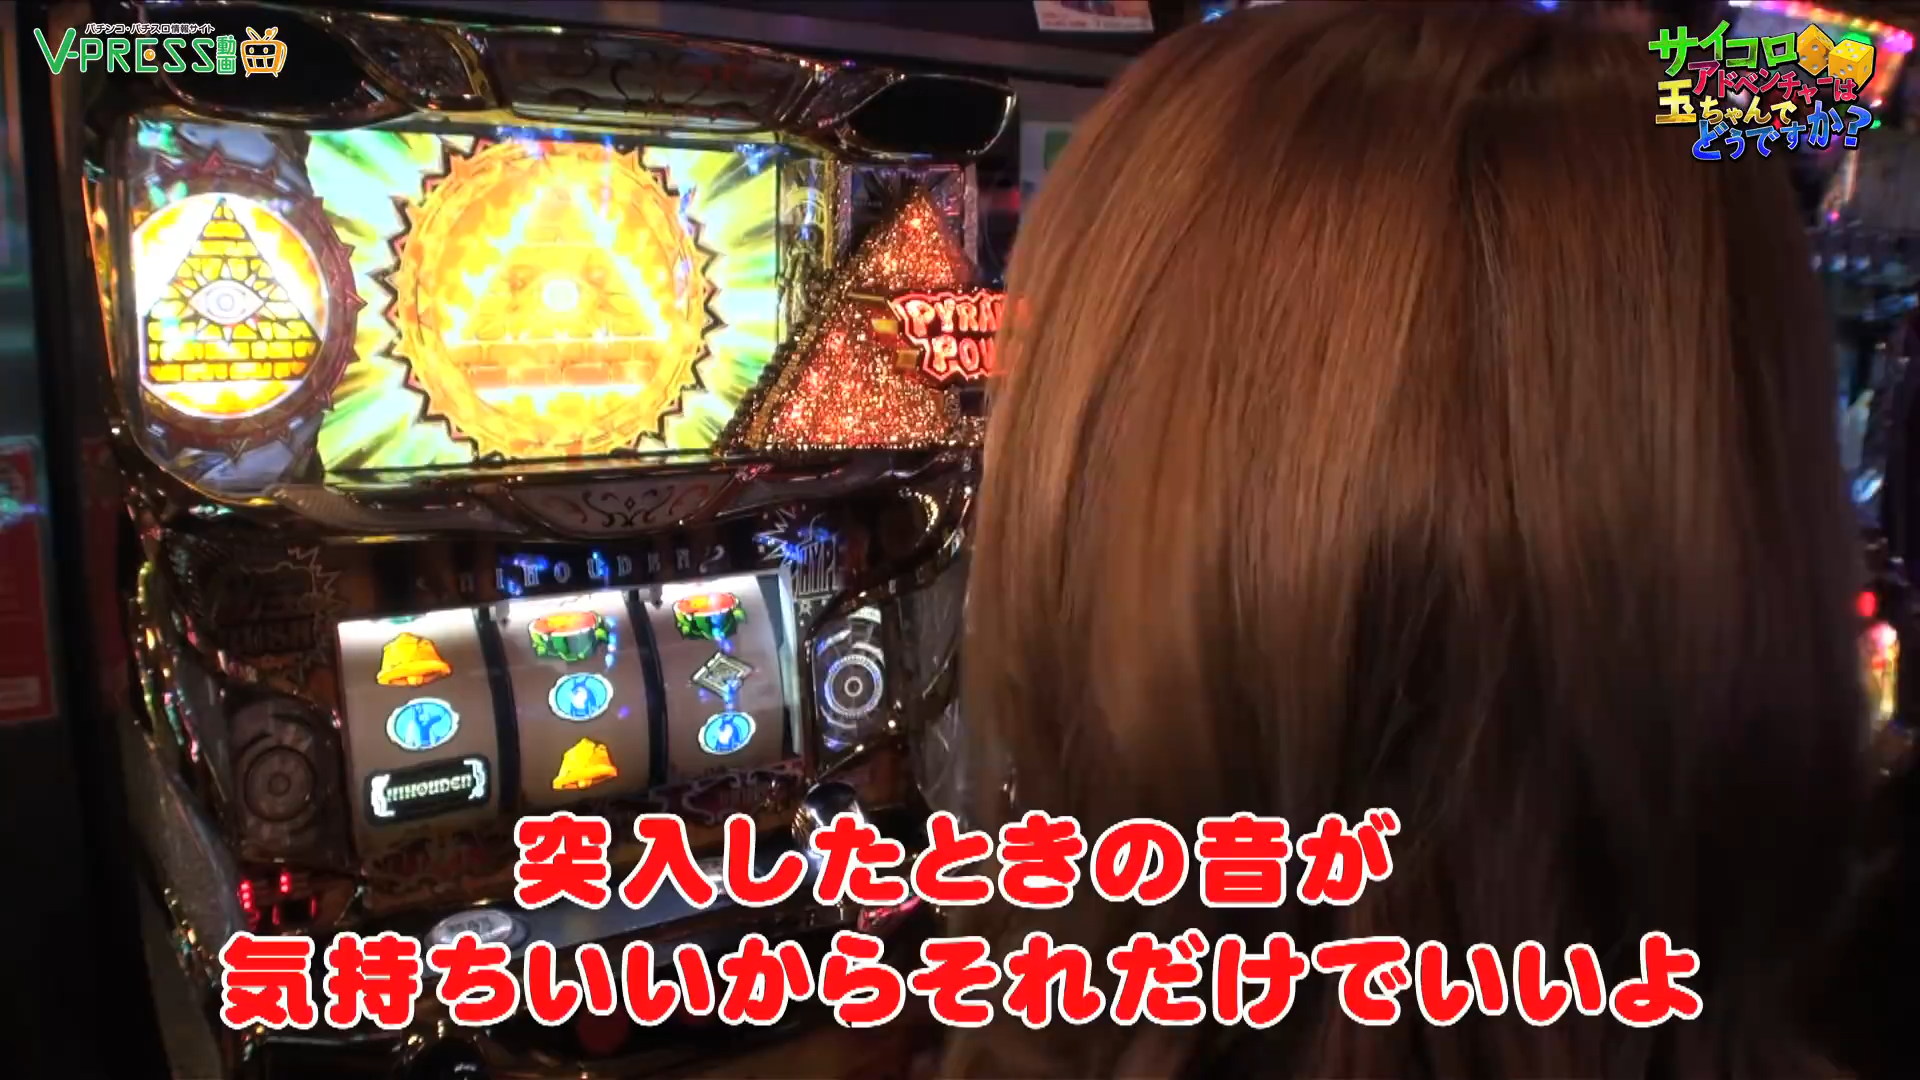 パチンコ・パチスロ情報サイト
V-PRESS動画
サイコロ
アドベンチャーは
玉ちゃんで
どうですか?
PYRAM
POW
HIHOUDEN
突入したときの音が
気持ちいいからそれだけでいいよ